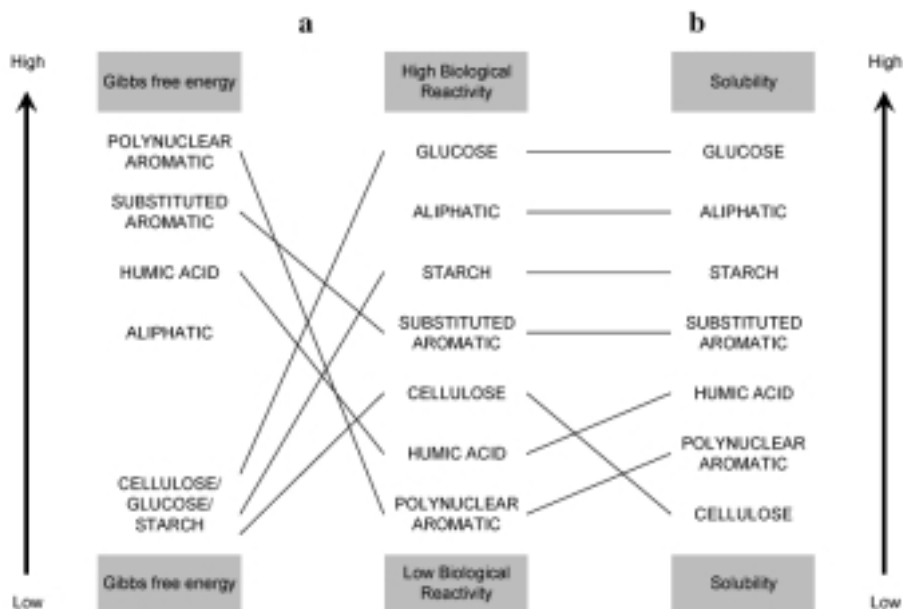 a
b
High
Gibbs free energy
High Biological
Reactivity
Solubility
High
POLYNUCLEAR
AROMATIC
GLUCOSE
GLUCOSE
SUBSTITUTED
AROMATIC
ALIPHATIC
ALIPHATIC
HUMIC ACID
STARCH
STARCH
ALIPHATIC
SUBSTITUTED
AROMATIC
SUBSTITUTED
AROMATIC
CELLULOSE
HUMIC ACID
CELLULOSE/
GLUCOSE/
STARCH
HUMIC ACID
POLYNUCLEAR
AROMATIC
POLYNUCLEAR
AROMATIC
CELLULOSE
Low
Gibbs free energy
Low Biological
Reactivity
Solubility
Low